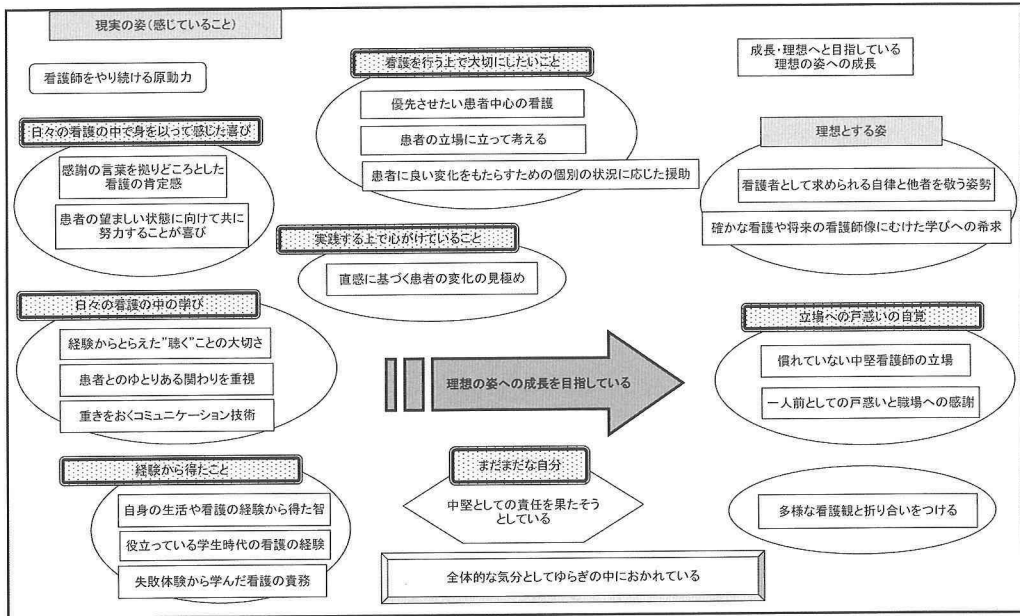 現実の姿(感じていること)
看護師をやり続ける原動力
日々の看護の中で身を以って感じた喜び
感謝の言葉を拠りどころとした
看護の肯定感
患者の望ましい状態に向けて共に
努力することが喜び
日々の看護の中の学び
経験からとらえた"聴く"ことの大切さ
患者とのゆとりある関わりを重視
重きをおくコミュニケーション技術
経験から得たこと
自身の生活や看護の経験から得た智
役立っている学生時代の看護の経験
失敗体験から学んだ看護の責務
看護を行う上で大切にしたいこと
優先させたい患者中心の看護
患者の立場に立って考える
患者に良い変化をもたらすための個別の状況に応じた援助
実践する上で心がけていること
直感に基づく患者の変化の見極め
理想の姿への成長を目指している
まだまだな自分
中堅としての責任を果たそう
としている
全体的な気分としてゆらぎの中におかれている
成長・理想へと目指している
理想の姿への成長
理想とする姿
看護者として求められる自律と他者を敬う姿勢
確かな看護や将来の看護師像にむけた学びへの希求
立場への戸惑いの自覚
慣れていない中堅看護師の立場
一人前としての戸惑いと職場への感謝
多様な看護観と折り合いをつける